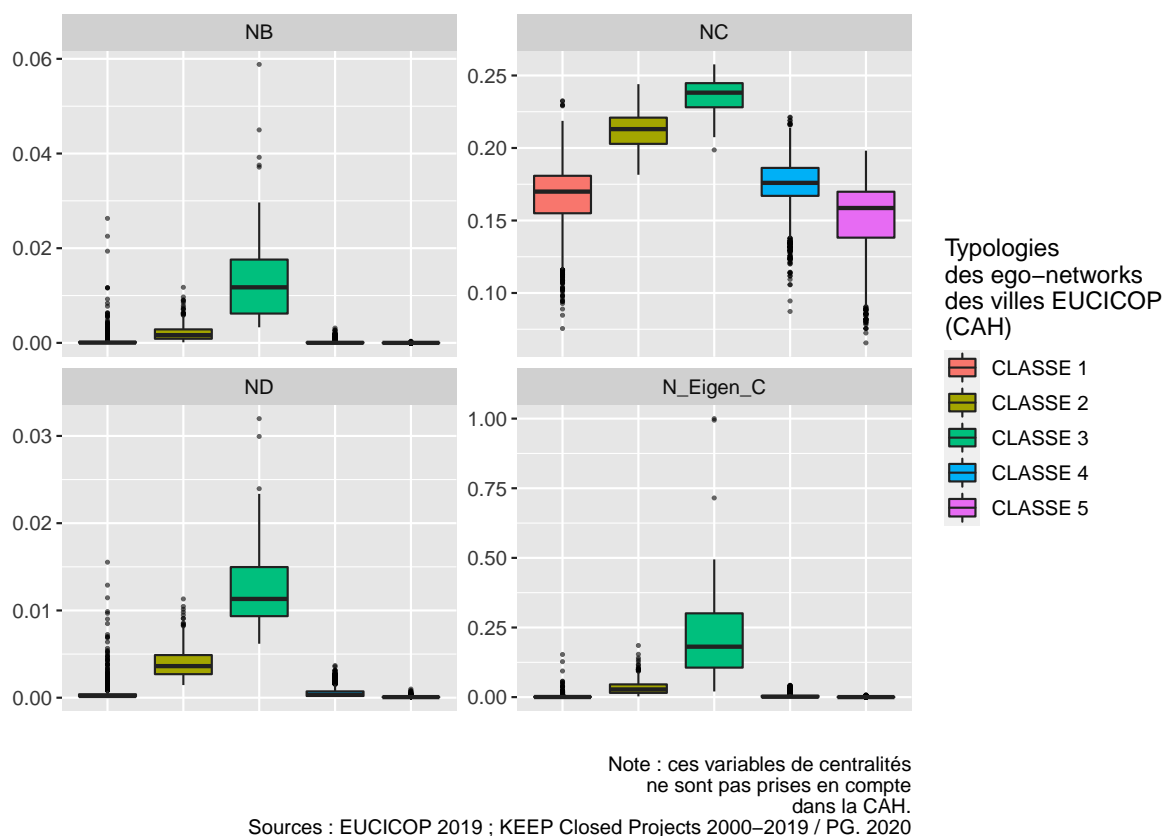 NB
NC
0.06
0.04
0.02
0.00
0.25
0.20
0.15
0.10
ND
N_Eigen_C
0.03
0.02
0.01
0.00
1.00
0.75
0.50
0.25
0.00
Typologies
des ego−networks
des villes EUCICOP
(CAH)
CLASSE 1
CLASSE 2
CLASSE 3
CLASSE 4
CLASSE 5
Note : ces variables de centralités
ne sont pas prises en compte
dans la CAH.
Sources : EUCICOP 2019 ; KEEP Closed Projects 2000−2019 / PG. 2020